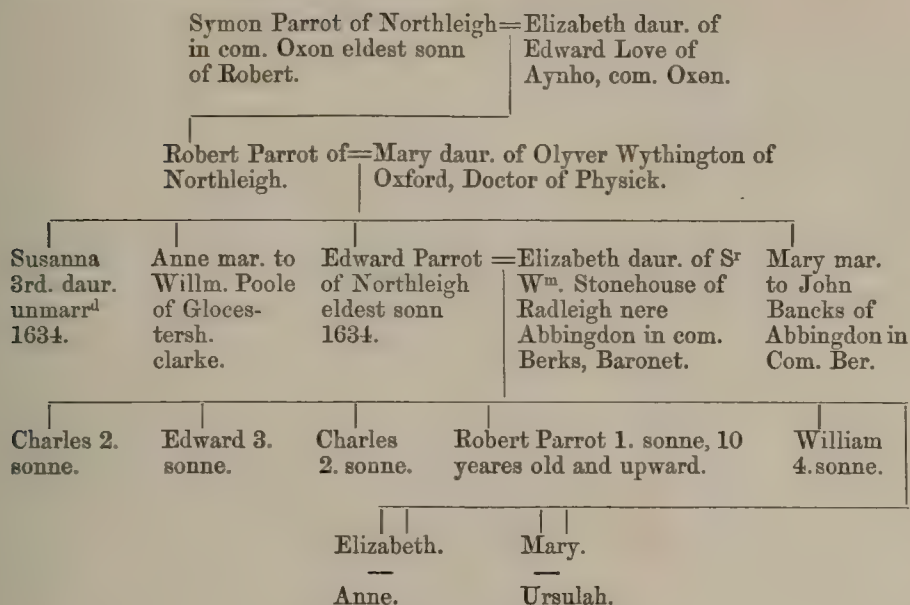 Symon Parrot of Northleigh=Elizabeth daur. of
in com. Oxon eldest sonn Edward Love of
of Robert. Aynho, com. Oxon.
Robert Parrot of=Mary daur. of Olyver Wythington of
Northleigh. Oxford, Doctor of Physick.
Susanna
3rd. daur.
unmarrd
1634.
Anne mar. to
Willm. Poole
of Gloces-
tersh.
clarke.
Edward Parrot
of Northleigh
eldest sonn
1634.
=Elizabeth daur. of Sr
Wm. Stonehouse of
Radleigh nere
Abbingdon in com.
Berks, Baronet.
Mary mar.
to John
Bancks of
Abbingdon in
Com. Ber.
Charles 2.
sonne.
Edward 3.
sonne.
Charles
2. sonne.
Robert Parrot 1. sonne, 10
yeares old and upward.
William
4. sonne.
Elizabeth. Mary.
Anne. Ursulah.